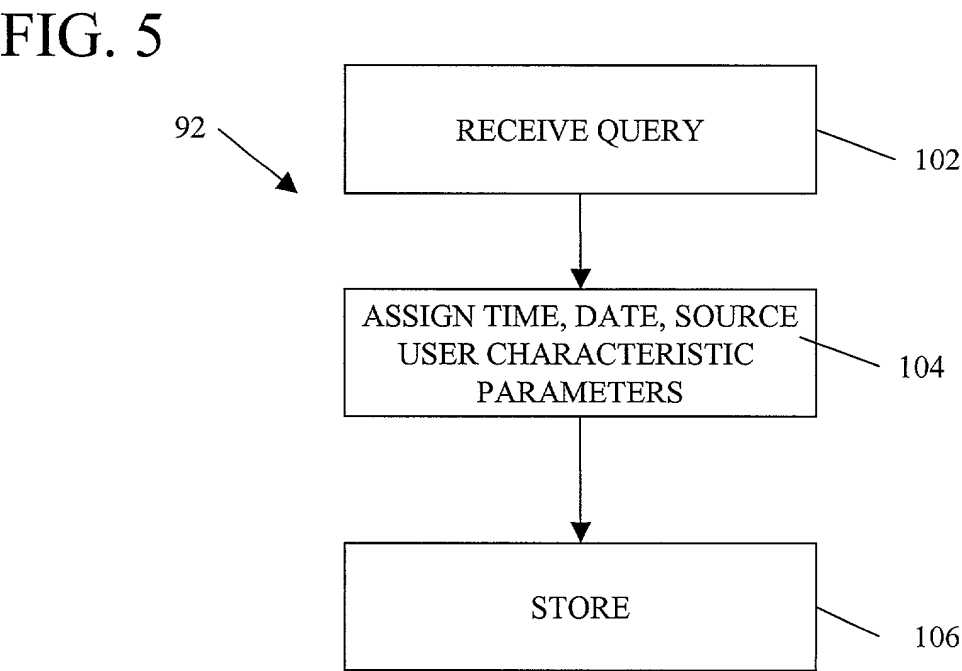 FIG. 5
RECEIVE QUERY
92
102
ASSIGN TIME, DATE, SOURCE
USER CHARACTERISTIC
PARAMETERS
104
STORE
106